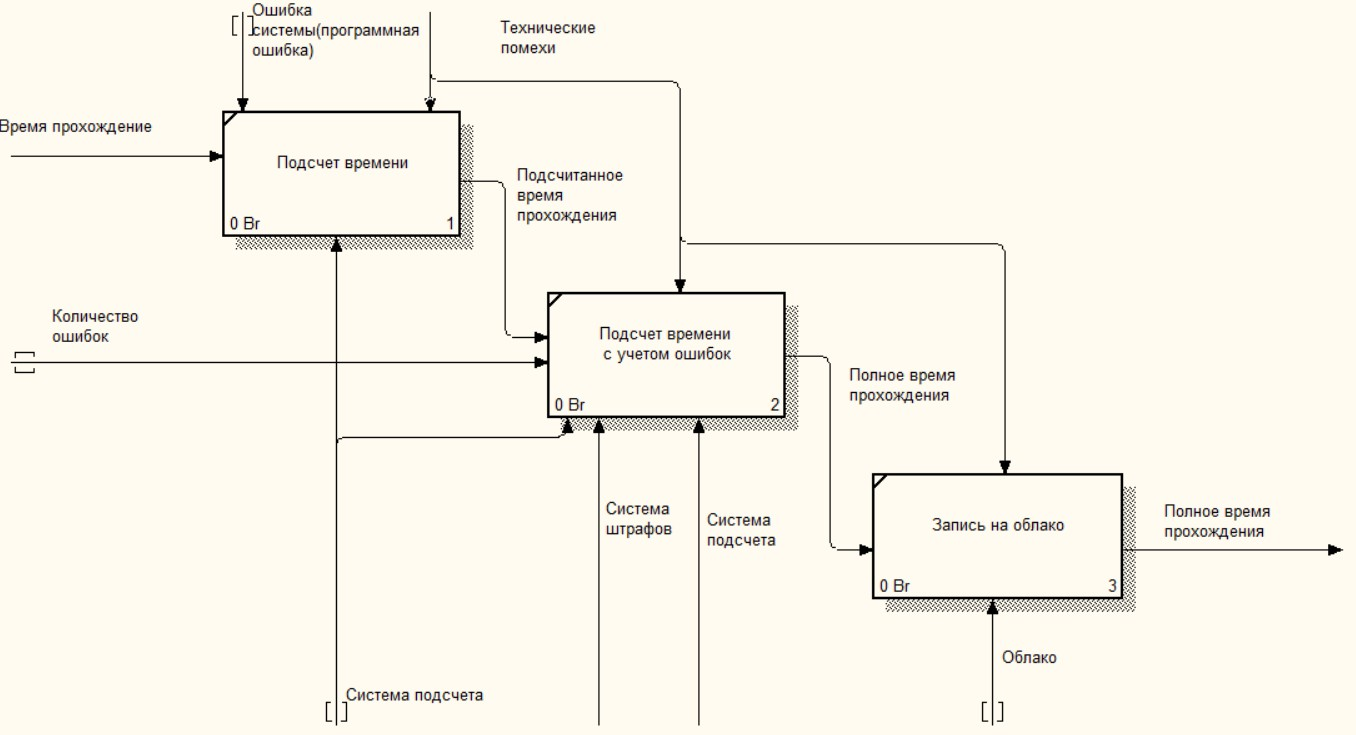 Ошибка
системы(программная
ошибка)
Технические
помехи
Время прохождение
Подсчет времени
0 Br
1
Подсчитанное
время
прохождения
Количество
ошибок
Подсчет времени
с учетом ошибок
0 Br
2
Полное время
прохождения
Система
штрафов
Система
подсчета
Запись на облако
0 Br
3
Полное время
прохождения
Облако
Система подсчета